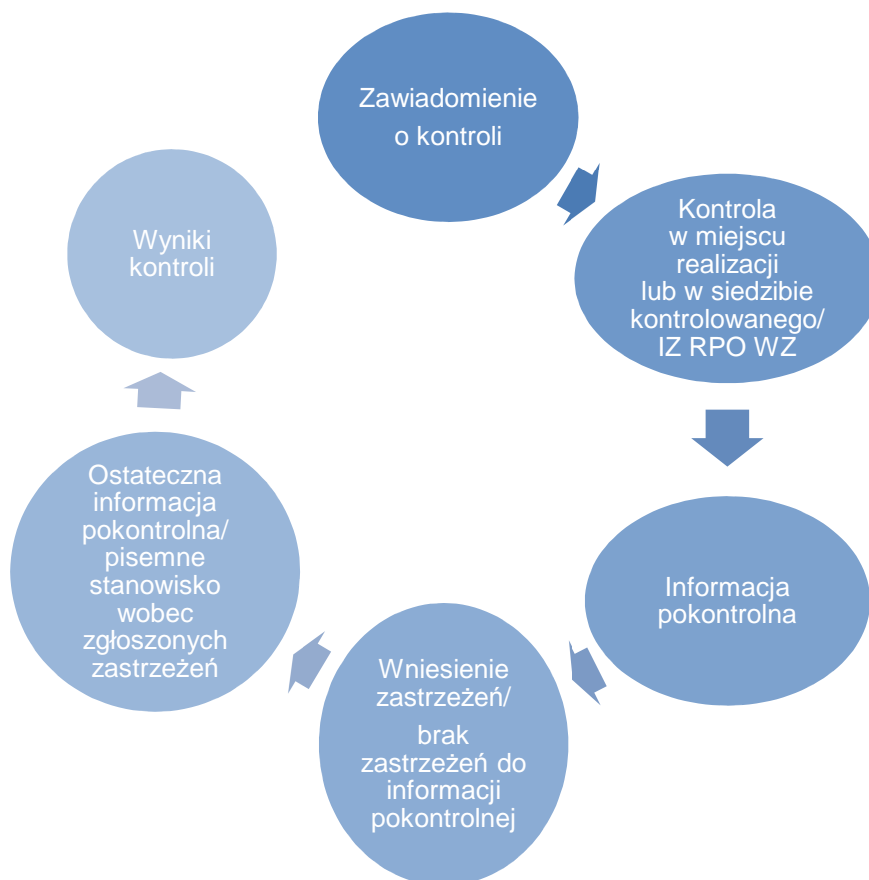 Zawiadomienie
o kontroli
Kontrola
w miejscu
realizacji
lub w siedzibie
kontrolowanego/
IZ RPO WZ
Informacja
pokontrolna
Wniesienie
zastrzeżeń/
brak
zastrzeżeń do
informacji
pokontrolnej
Ostateczna
informacja
pokontrolna/
pisemne
stanowisko
wobec
zgłoszonych
zastrzeżeń
Wyniki
kontroli